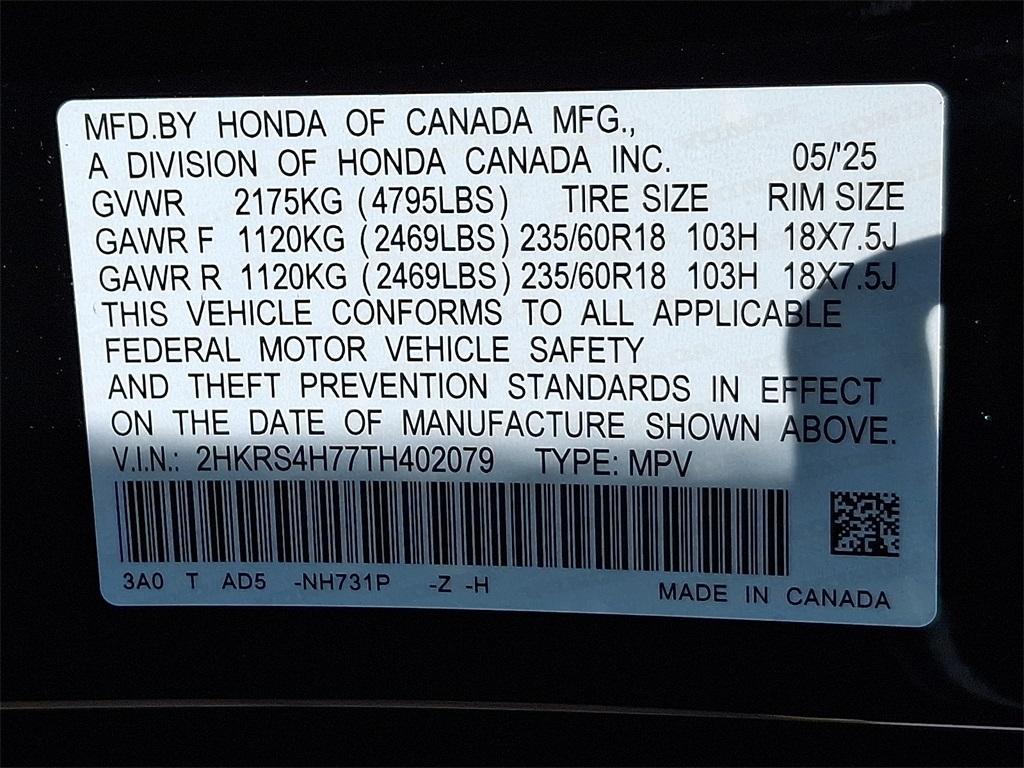 MFD.BY HONDA OF CANADA MFG.,
A DIVISION OF HONDA CANADA INC. 05/'25
GVWR 2175KG (4795LBS) TIRE SIZE RIM SIZE
GAWR F 1120KG (2469LBS) 235/60R18 103H 18X7.5J
GAWR R 1120KG (2469LBS) 235/60R18 103H 18X7.5J
THIS VEHICLE CONFORMS TO ALL APPLICABLE
FEDERAL MOTOR VEHICLE SAFETY
AND THEFT PREVENTION STANDARDS IN EFFECT
ON THE DATE OF MANUFACTURE SHOWN ABOVE.
V.I.N.: 2HKRS4H77TH402079 TYPE: MPV
3A0 T AD5 -NH731P -Z -H MADE IN CANADA